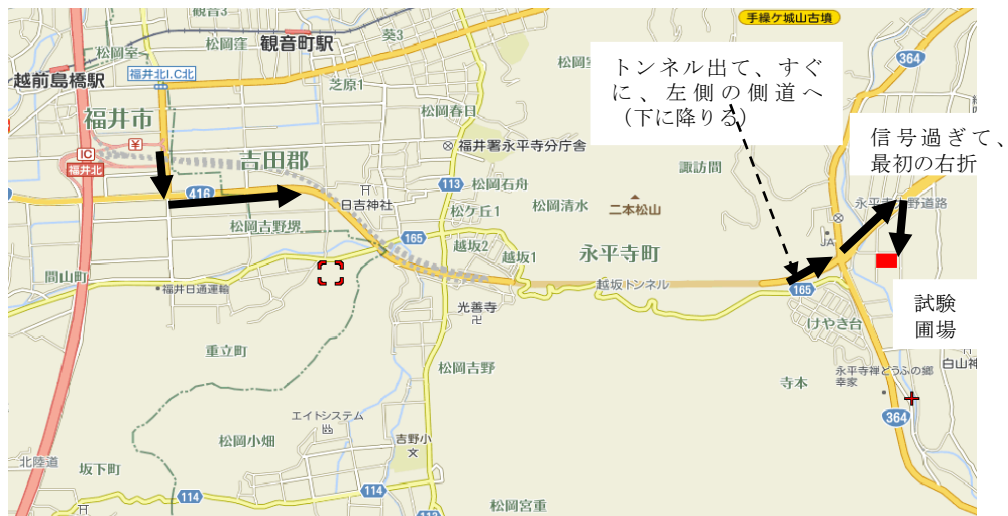 手繰ケ城山古墳
観音3
松岡窪
葵3
松岡室
観音町駅
越前島橋駅
福井北I.C北
芝原1
福井市
松岡春日
トンネル出て、すぐ
に、左側の側道へ
（下に降りる）
364
信号過ぎて、
最初の右折
IC
福井北
吉田郡
福井署永平寺分庁舎
諏訪間
416
日吉神社
113
松岡石舟
松ケ丘1
松岡清水
二本松山
松岡吉野堺
165
越坂2
越坂1
永平寺町
JA
間山町
福井日通運輸
光善寺
越坂トンネル
165
けやき台
試験
圃場
重立町
松岡吉野
寺本
永平寺禅どうふの郷
幸家
白山神
エイトシステム
364
松岡小畑
吉野小
文
北陸道
坂下町
114
114
松岡宮重
113